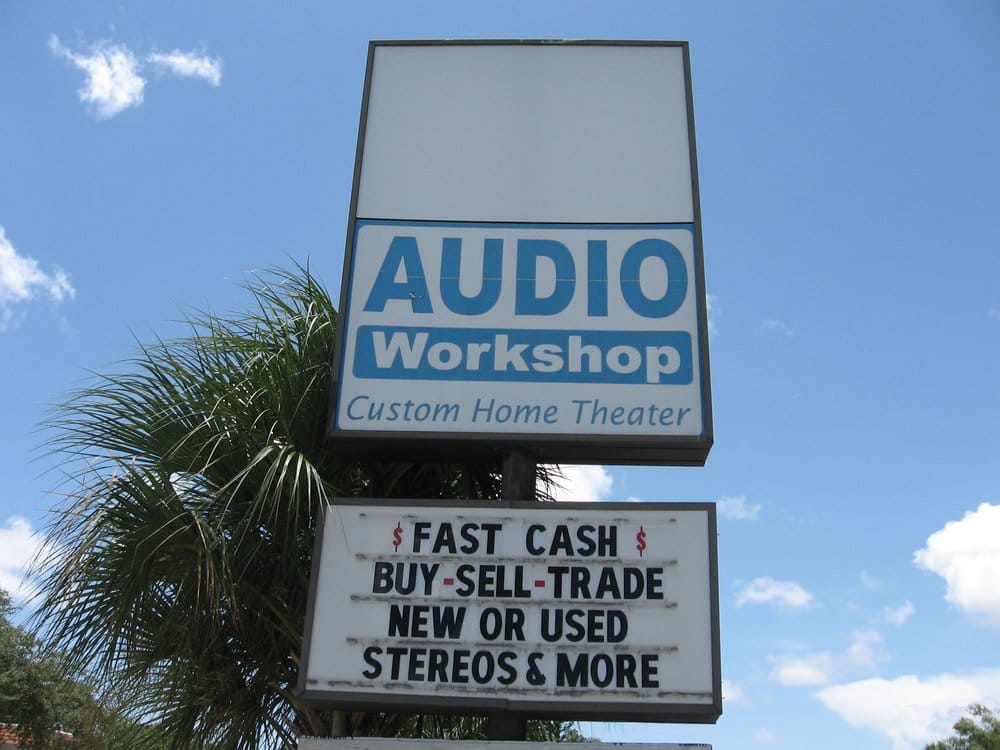 AUDIO
Workshop
Custom Home Theater
$ FAST CASH $
BUY-SELL-TRADE
NEW OR USED
STEREOS & MORE